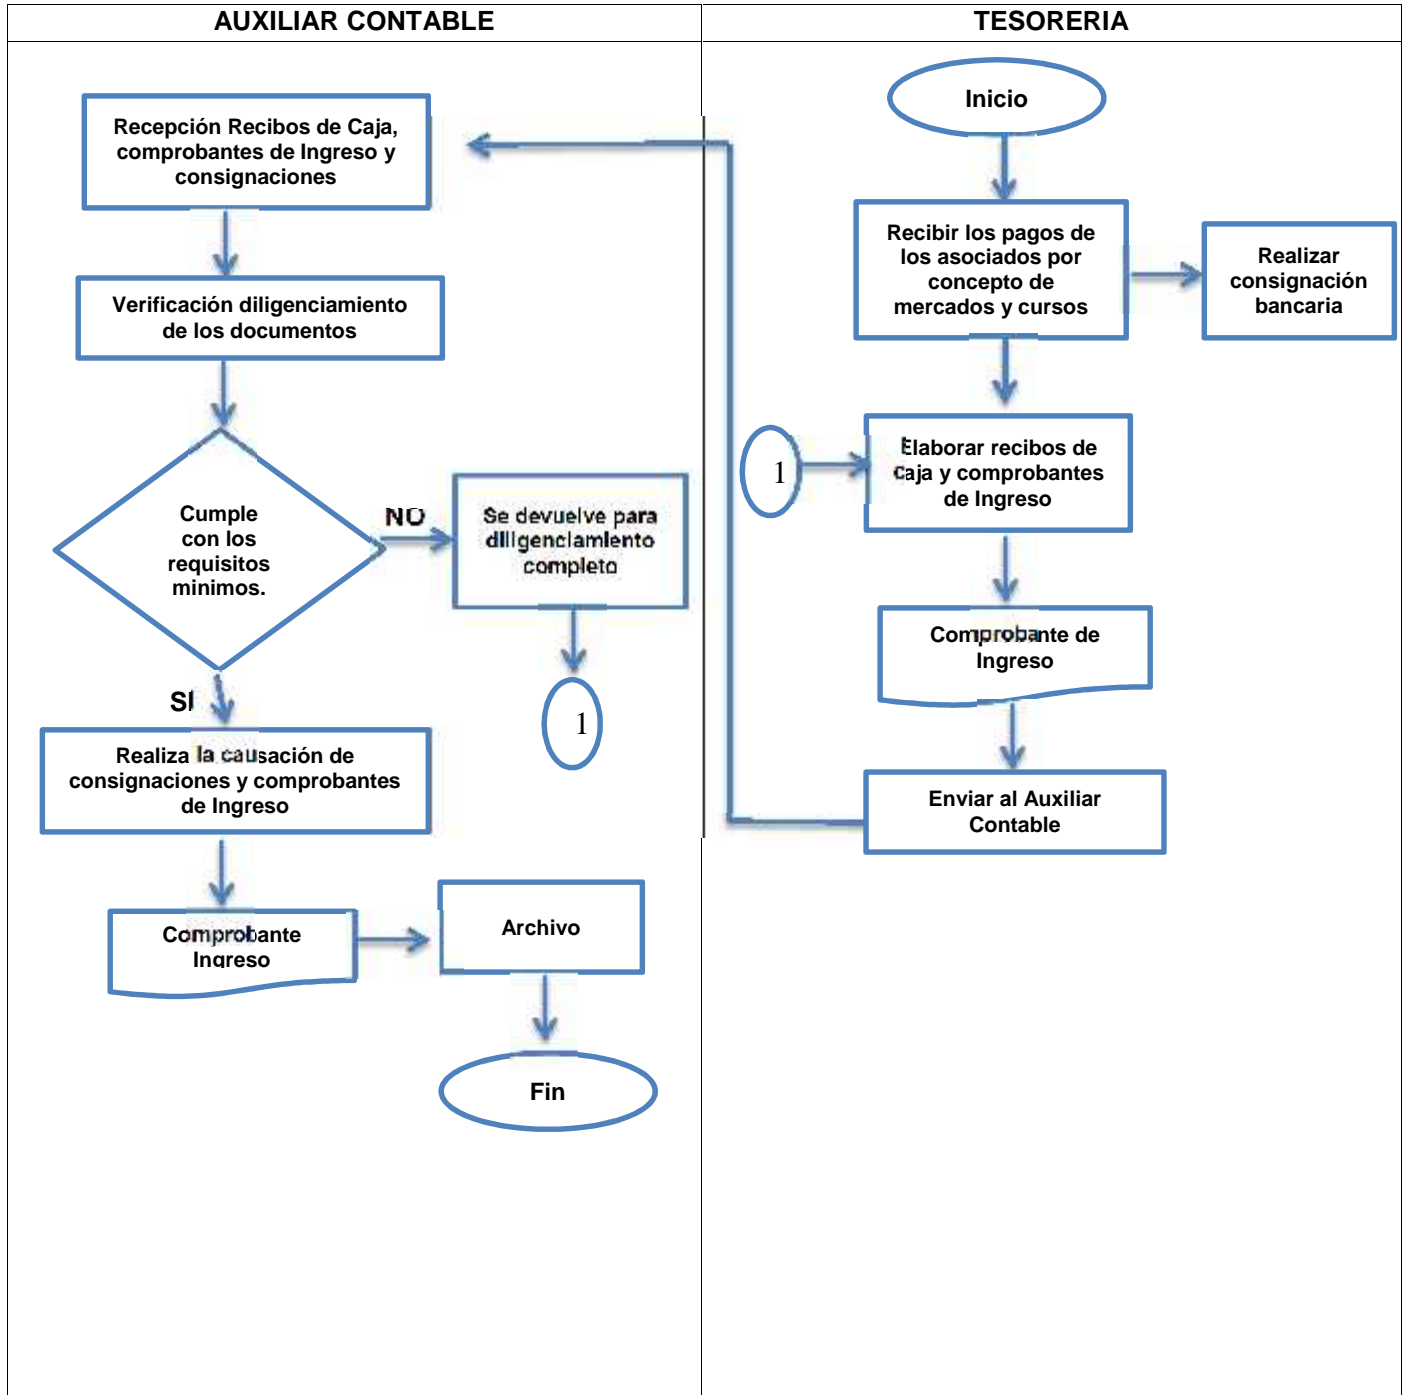 AUXILIAR CONTABLE
TESORERIA
Recepción Recibos de Caja,
comprobantes de Ingreso y
consignaciones
Verificación diligenciamiento
de los documentos
Cumple
con los
requisitos
minimos.
NO
Se devuelve para
diligenciamiento
completo
1
SI
Realiza la causación de
consignaciones y comprobantes
de Ingreso
Comprobante
Ingreso
Archivo
Fin
Inicio
Recibir los pagos de
los asociados por
concepto de
mercados y cursos
Realizar
consignación
bancaria
1
Elaborar recibos de
caja y comprobantes
de Ingreso
Comprobante de
Ingreso
Enviar al Auxiliar
Contable